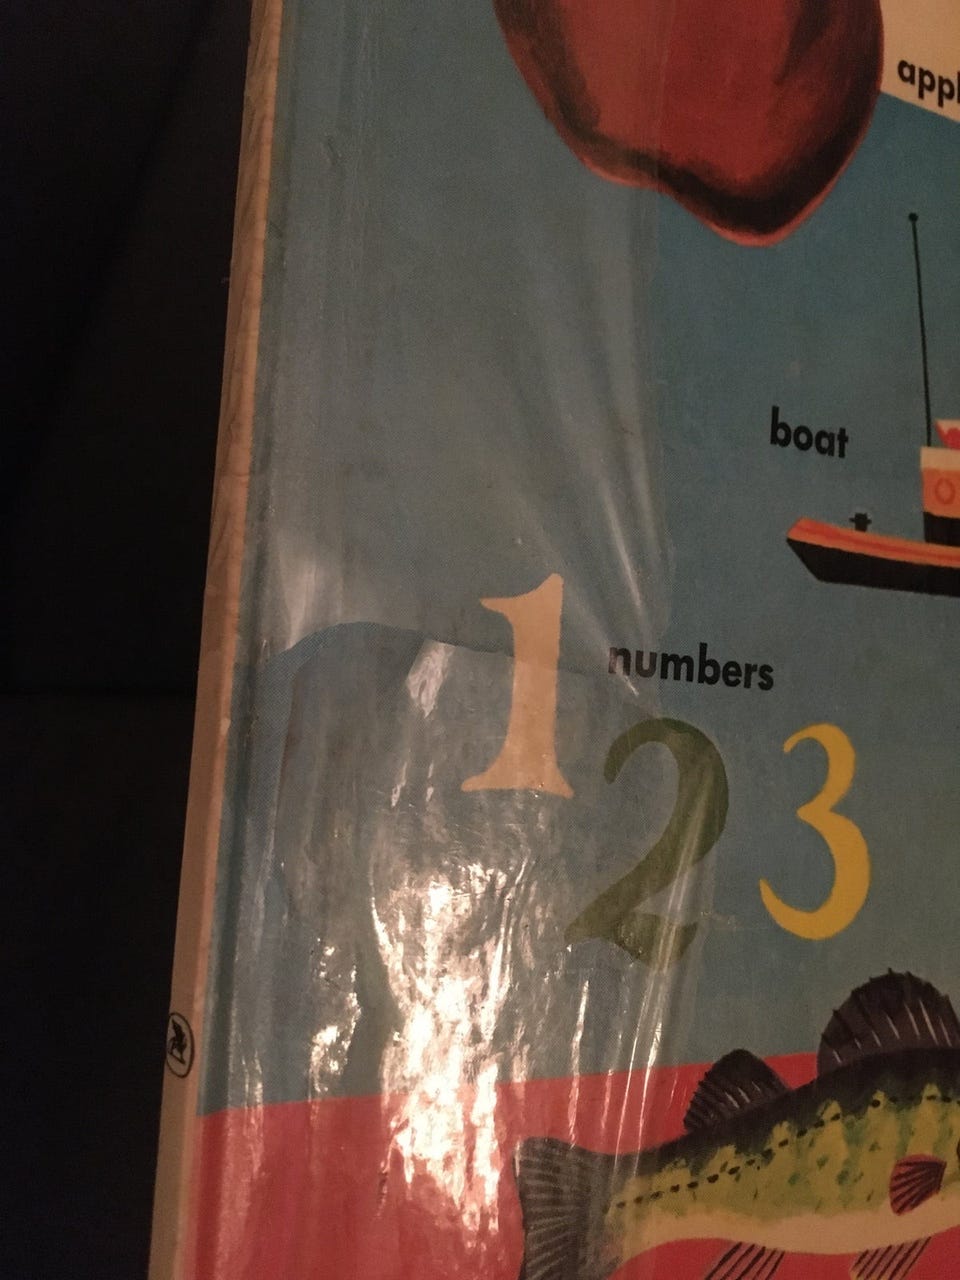 appl
boat
1
numbers
2 3